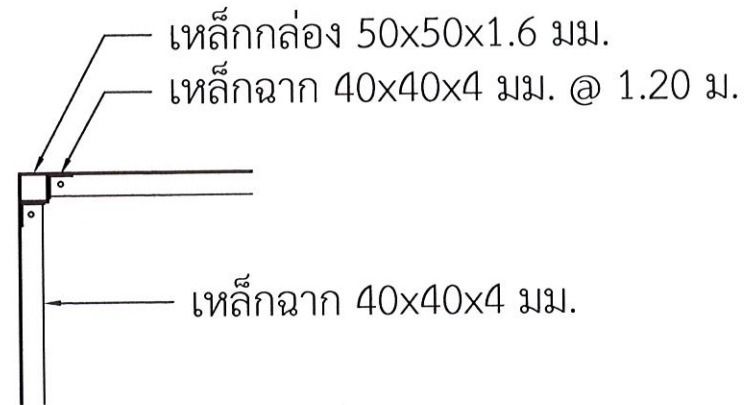 เหล็กกล่อง 50x50x1.6 มม.
เหล็กฉาก 40x40x4 มม. @ 1.20 ม.
เหล็กฉาก 40x40x4 มม.